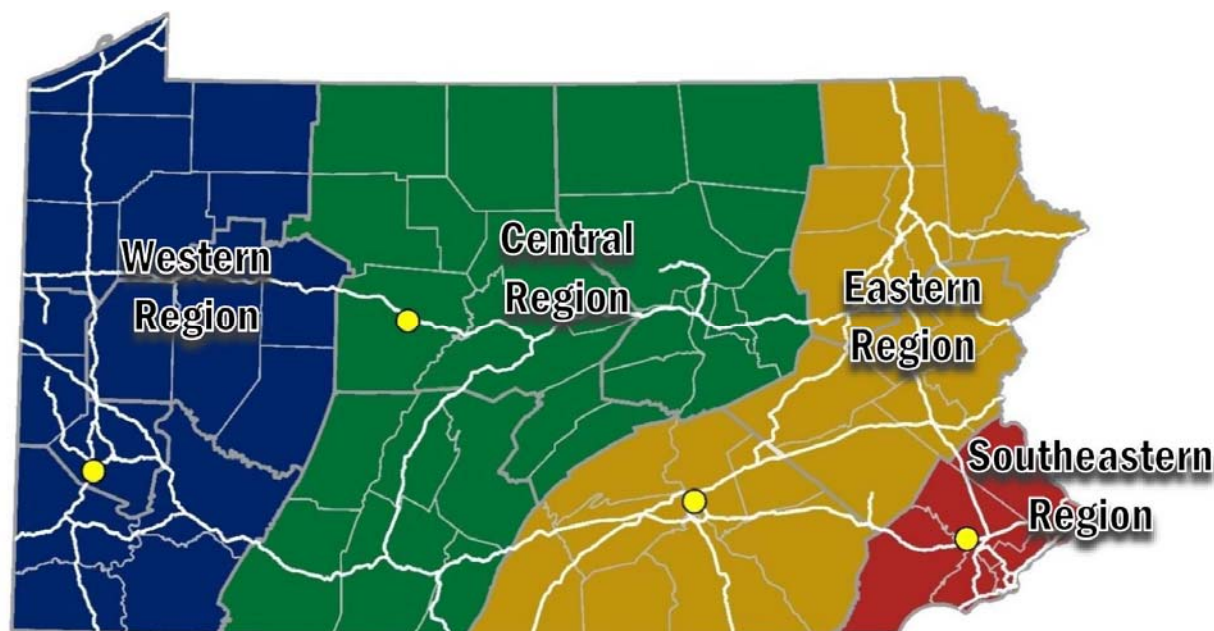 Western
Region
Central
Region
Eastern
Region
Southeastern
Region